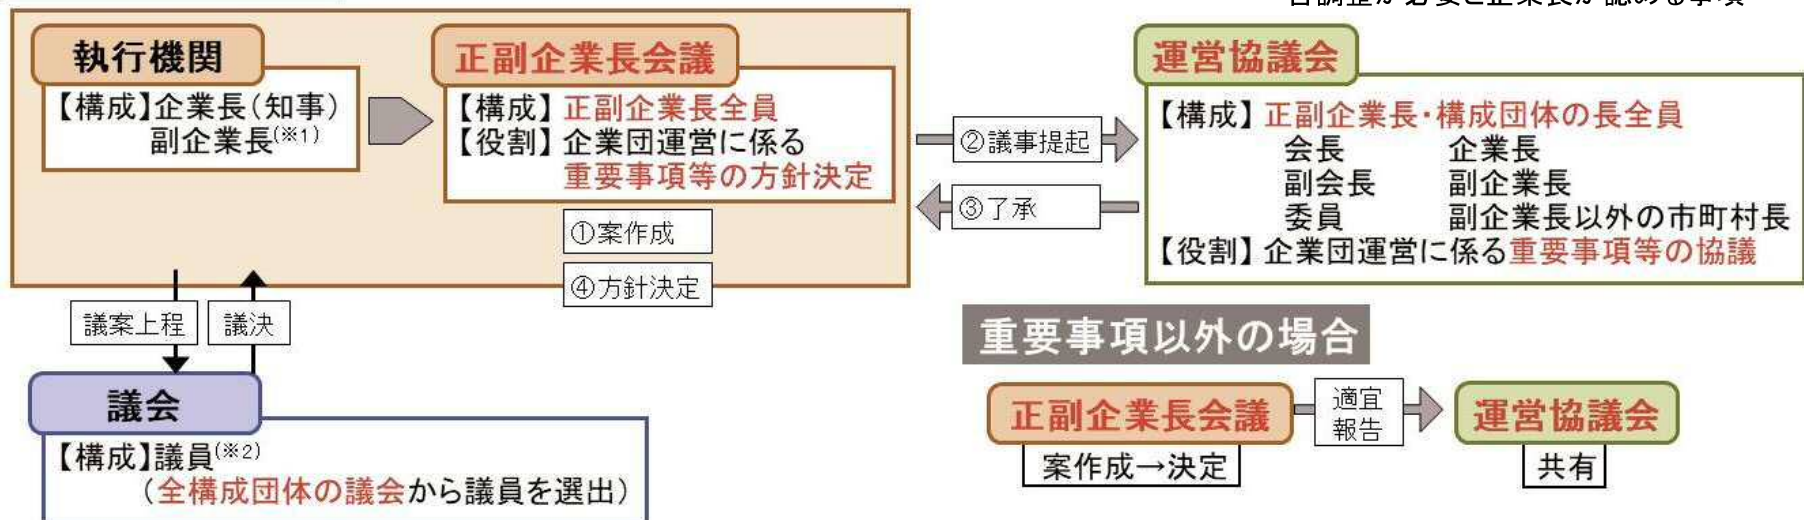 執行機関
【構成】企業長（知事）
副企業長(※1)
正副企業長会議
【構成】正副企業長全員
【役割】企業団運営に係る
重要事項等の方針決定
①案作成
④方針決定
②議事提起
③了承
運営協議会
【構成】正副企業長・構成団体の長全員
会長 企業長
副会長 副企業長
委員 副企業長以外の市町村長
【役割】企業団運営に係る重要事項等の協議
議案上程
議決
議会
【構成】議員(※2)
（全構成団体の議会から議員を選出）
重要事項以外の場合
正副企業長会議
案作成→決定
適宜
報告
運営協議会
共有